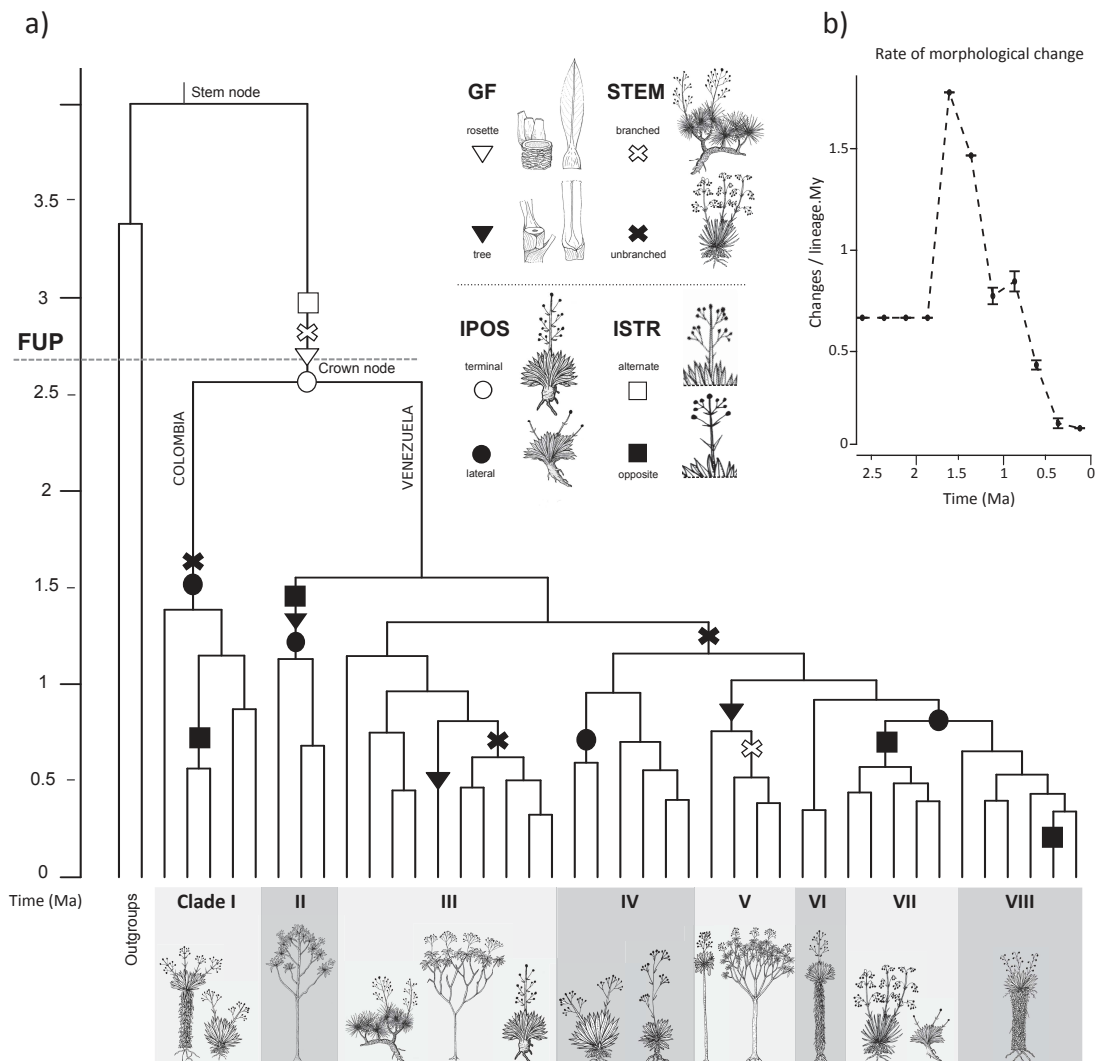 a)
b)
Rate of morphological change
Stem node
GF
STEM
rosette
branched
tree
unbranched
3.5
3
FUP
Crown node
2.5
COLOMBIA
VENEZUELA
IPOS
ISTR
terminal
alternate
lateral
opposite
2
1.5
1
0.5
0
Changes / lineage.My
1.5
1
0.5
0
2.5 2 1.5 1 0.5 0
Time (Ma)
Time (Ma)
Outgroups
Clade I
II
III
IV
V
VI
VII
VIII